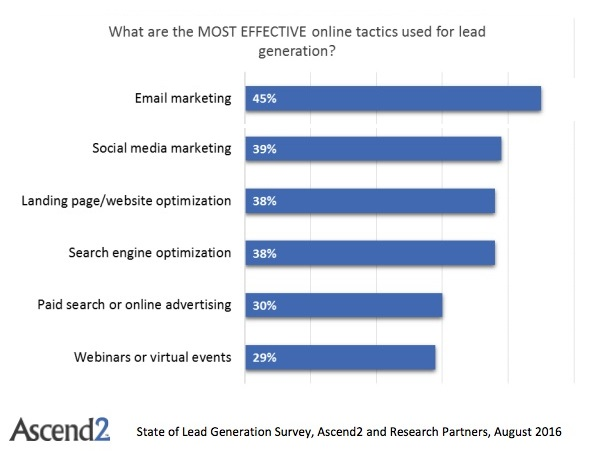 What are the MOST EFFECTIVE online tactics used for lead
generation?
Email marketing 45%
Social media marketing 39%
Landing page/website optimization 38%
Search engine optimization 38%
Paid search or online advertising 30%
Webinars or virtual events 29%
Ascend2 State of Lead Generation Survey, Ascend2 and Research Partners, August 2016